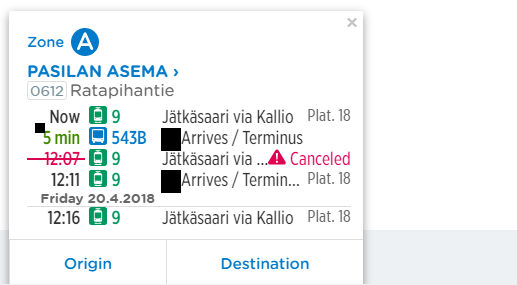 Zone A
PASILAN ASEMA ›
0612 Ratapihantie
Now 9 Jätkäsaari via Kallio Plat. 18
5 min 543B Arrives / Terminus
12:07 9 Jätkäsaari via ... Canceled
12:11 9 Arrives / Termin... Plat. 18
Friday 20.4.2018
12:16 9 Jätkäsaari via Kallio Plat. 18
Origin Destination